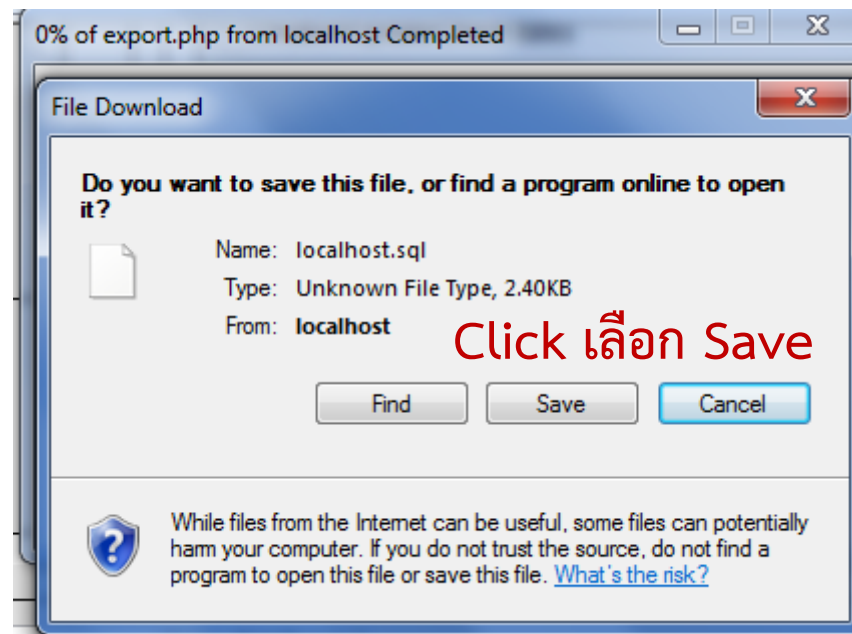 0% of export.php from localhost Completed
File Download
Do you want to save this file, or find a program online to open
it?
Name: localhost.sql
Type: Unknown File Type, 2.40KB
From: localhost
Click เลือก Save
Find Save Cancel
While files from the Internet can be useful, some files can potentially
harm your computer. If you do not trust the source, do not find a
program to open this file or save this file. What's the risk?